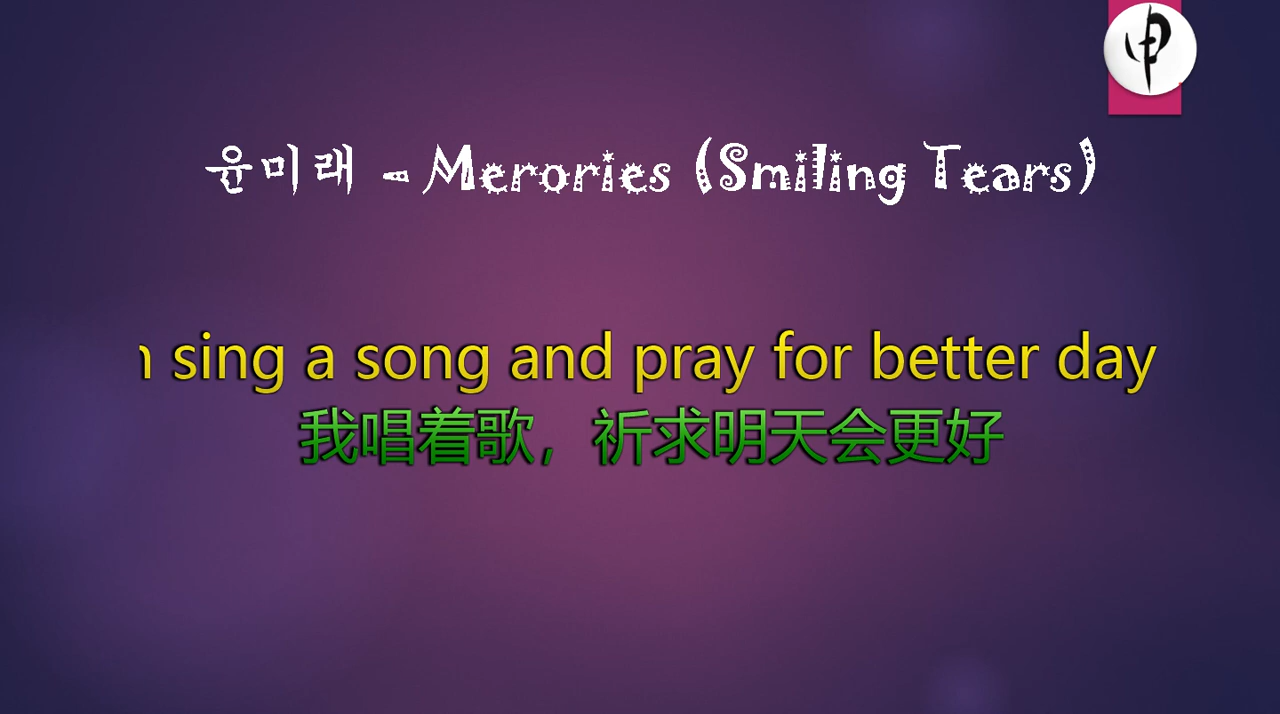 윤미래 - Merories (Smiling Tears)
sing a song and pray for better day
我唱着歌，祈求明天会更好